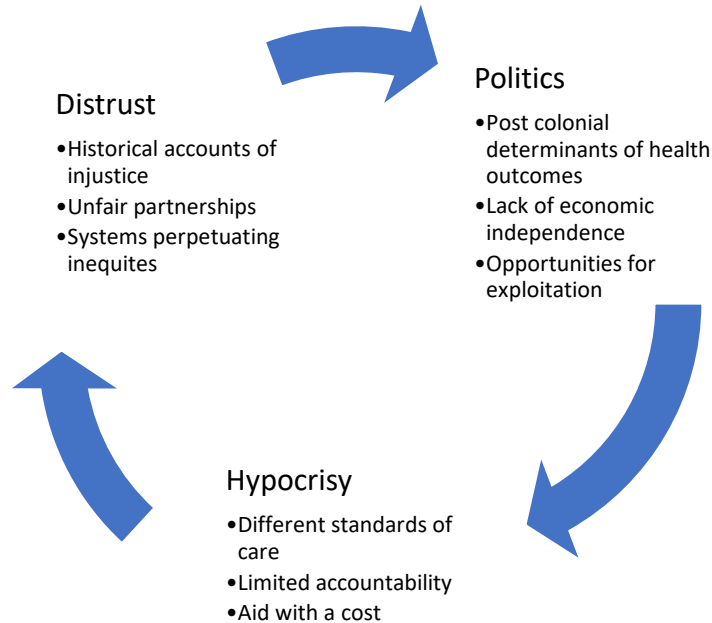 Distrust
•Historical accounts of
injustice
•Unfair partnerships
•Systems perpetuating
inequites
Politics
•Post colonial
determinants of health
outcomes
•Lack of economic
independence
•Opportunities for
exploitation
Hypocrisy
•Different standards of
care
•Limited accountability
•Aid with a cost